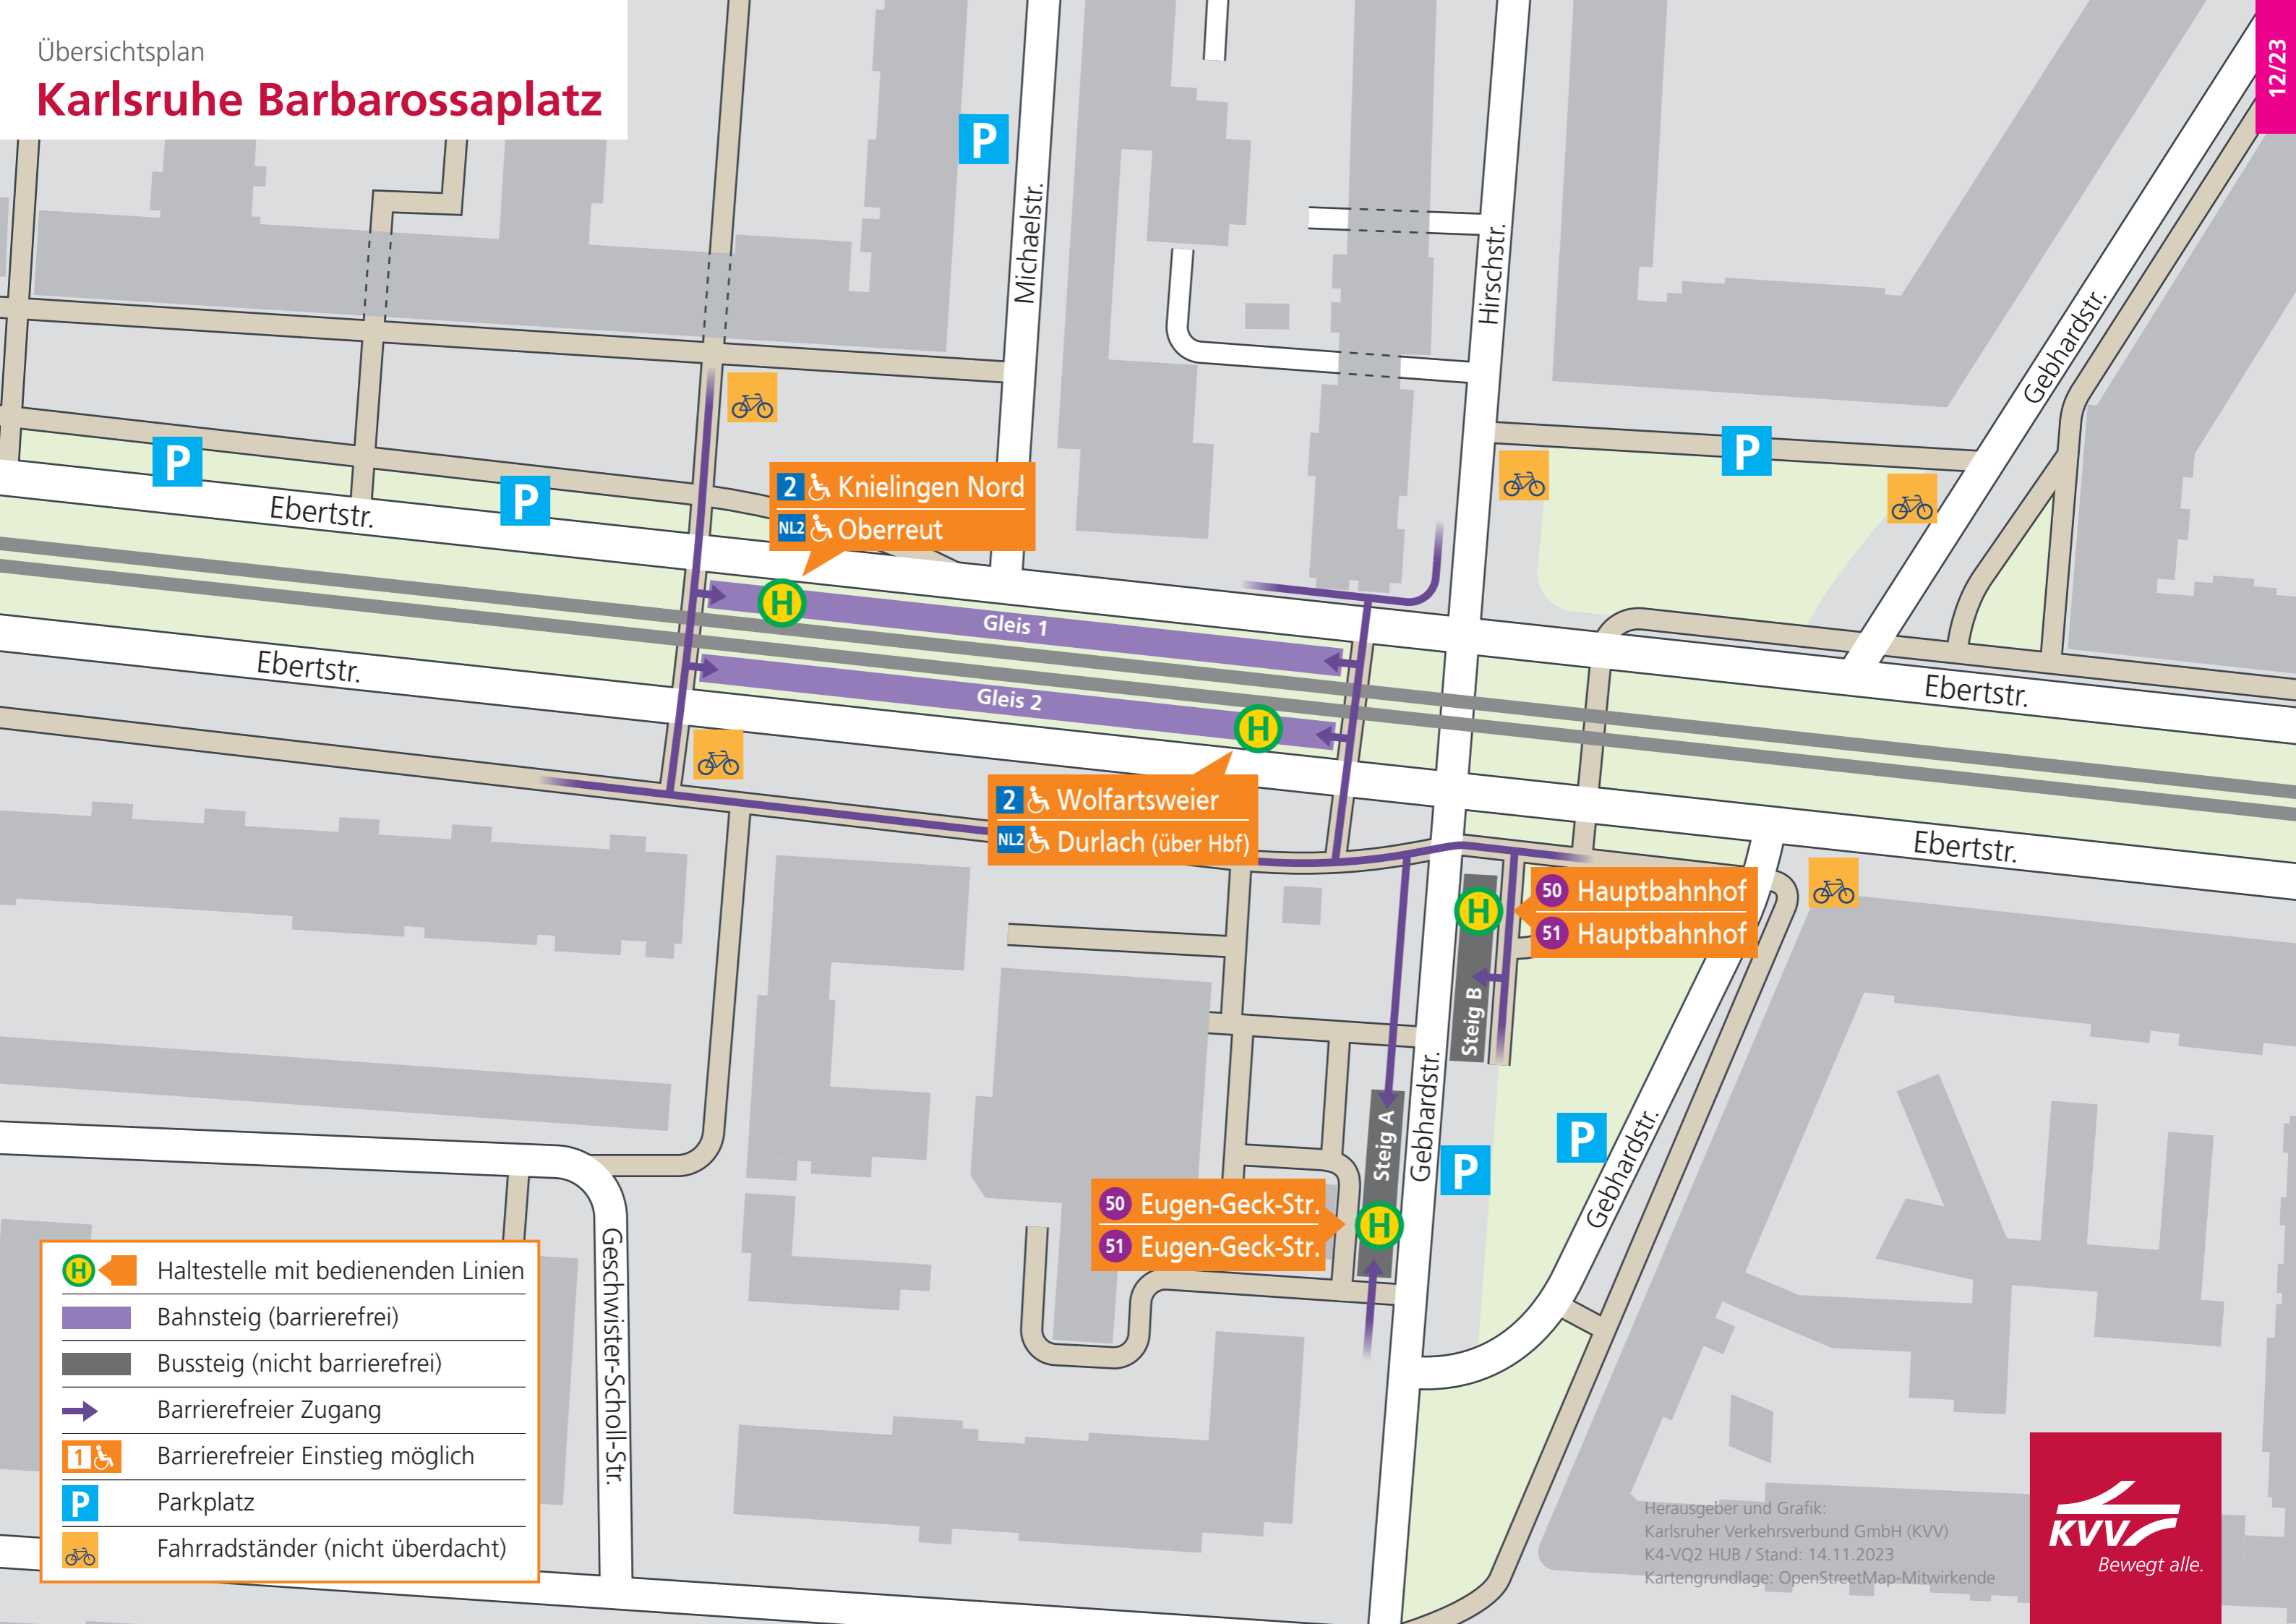 Übersichtsplan
Karlsruhe Barbarossaplatz
12/23
P
Michaelstr.
Hirschstr.
Gebhardstr.
P
P
P
Ebertstr.
2 Knielingen Nord
NL2 Oberreut
H
Gleis 1
Ebertstr.
Gleis 2
H
Ebertstr.
2 Wolfartsweier
NL2 Durlach (über Hbf)
Ebertstr.
H
50 Hauptbahnhof
51 Hauptbahnhof
Steig B
Gebhardstr.
Steig A
P
P
Gebhardstr.
50 Eugen-Geck-Str.
51 Eugen-Geck-Str.
H
Geschwister-Scholl-Str.
H Haltestelle mit bedienenden Linien
Bahnsteig (barrierefrei)
Bussteig (nicht barrierefrei)
Barrierefreier Zugang
1 Barrierefreier Einstieg möglich
P Parkplatz
Fahrradständer (nicht überdacht)
Herausgeber und Grafik:
Karlsruher Verkehrsverbund GmbH (KVV)
K4-VQ2 HUB / Stand: 14.11.2023
Kartengrundlage: OpenStreetMap-Mitwirkende
KVV
Bewegt alle.